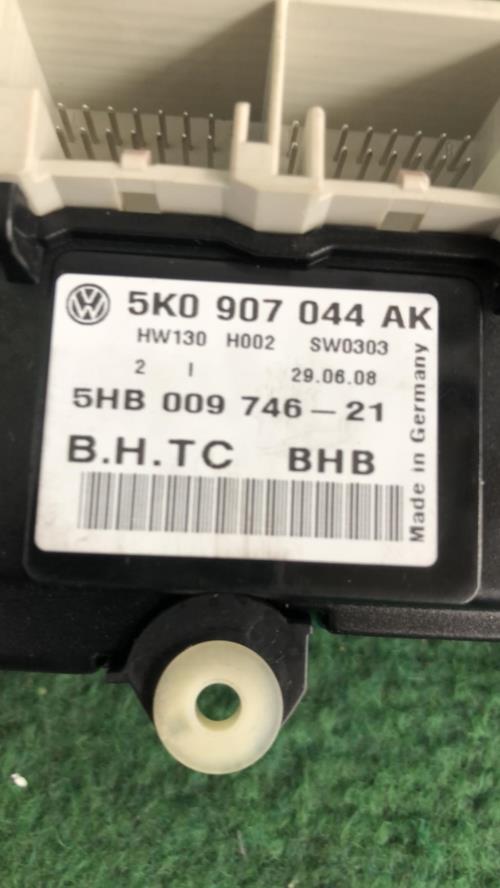 5K0 907 044 AK
HW130 H002 SW0303
2 I 29.06.08
5HB 009 746-21
B.H.TC BHB
Made in Germany